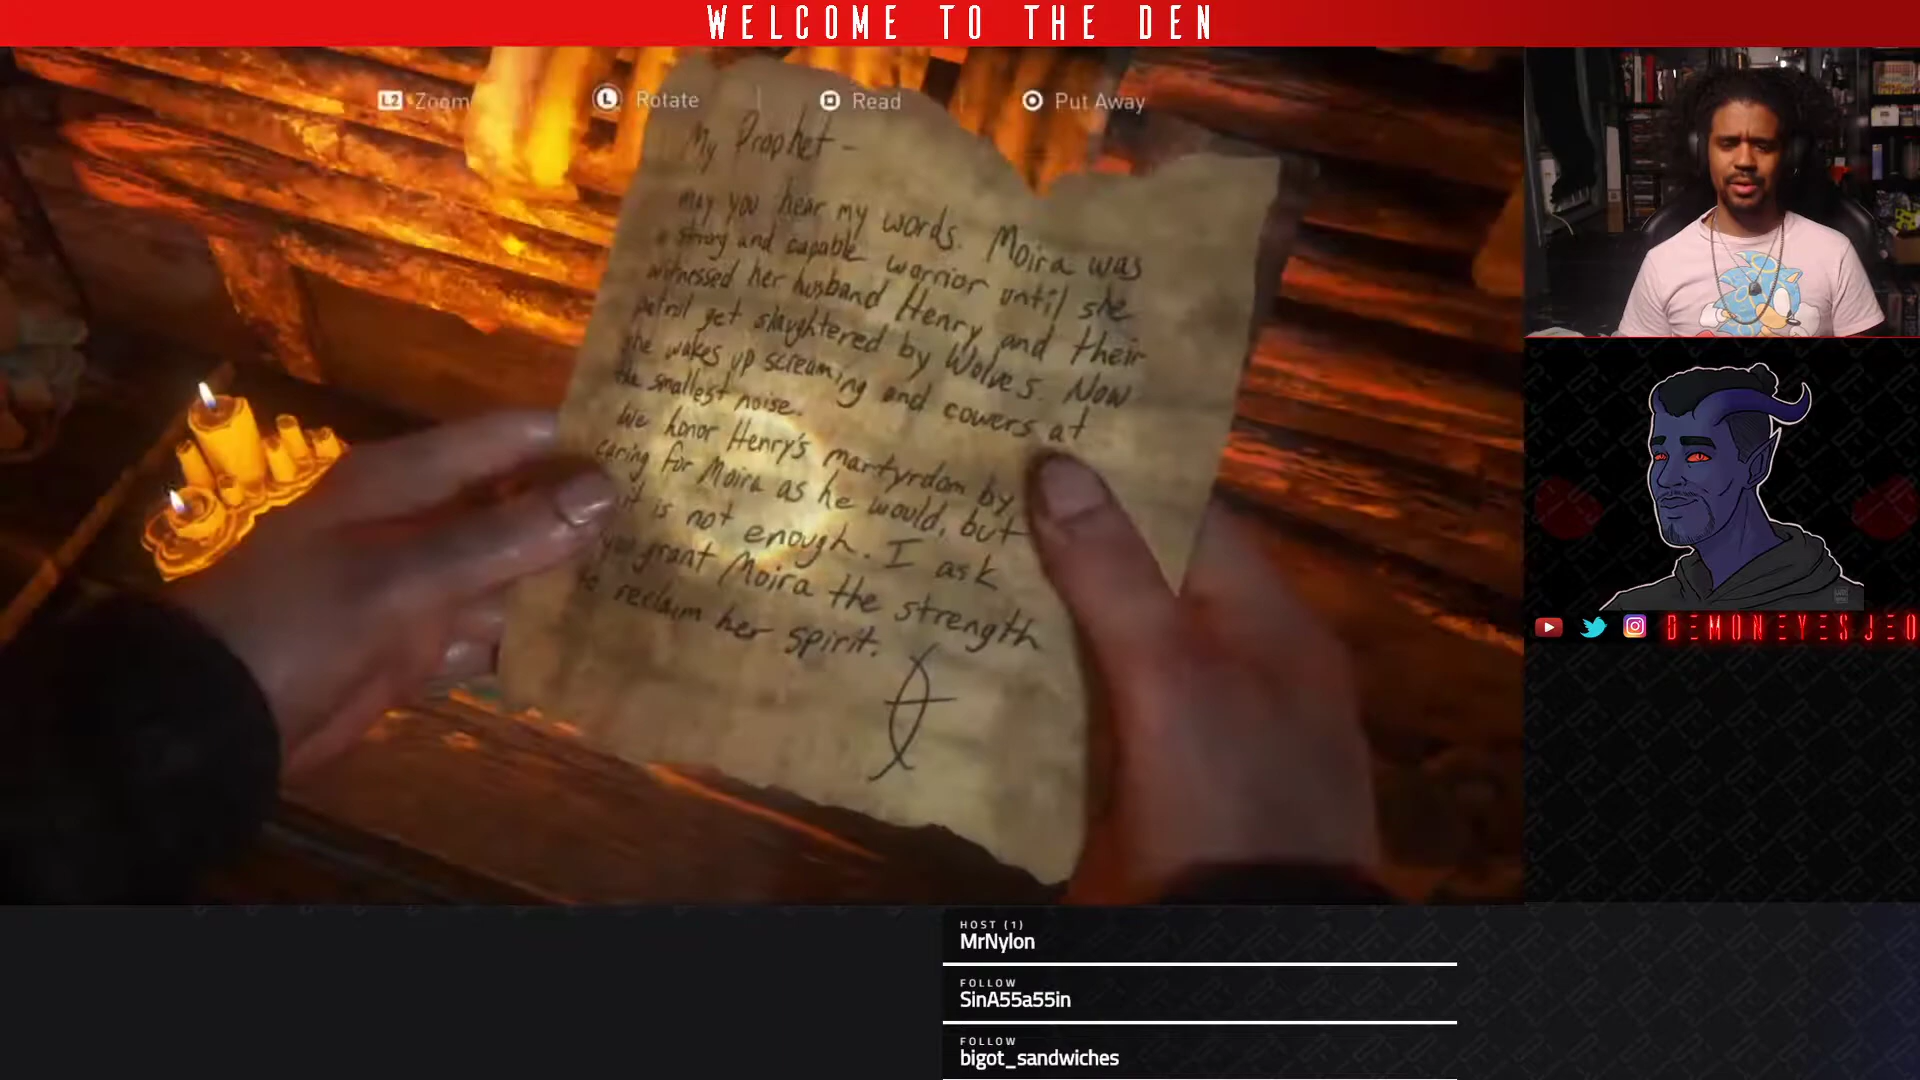 WELCOME TO THE DEN
L2 Zoom
L Rotate
Read
Put Away
My Prophet -
may you hear my words. Moira was
a strong and capable warrior until she
witnessed her husband Henry and their
patrol get slaughtered by Wolves. Now
she wakes up screaming and cowers at
the smallest noise.
We honor Henry's martyrdom by
caring for Moira as he would, but
it is not enough. I ask
you grant Moira the strength
to reclaim her spirit.
DEMONEYESJEO
HOST (1)
MrNylon
FOLLOW
SinA55a55in
FOLLOW
bigot_sandwiches